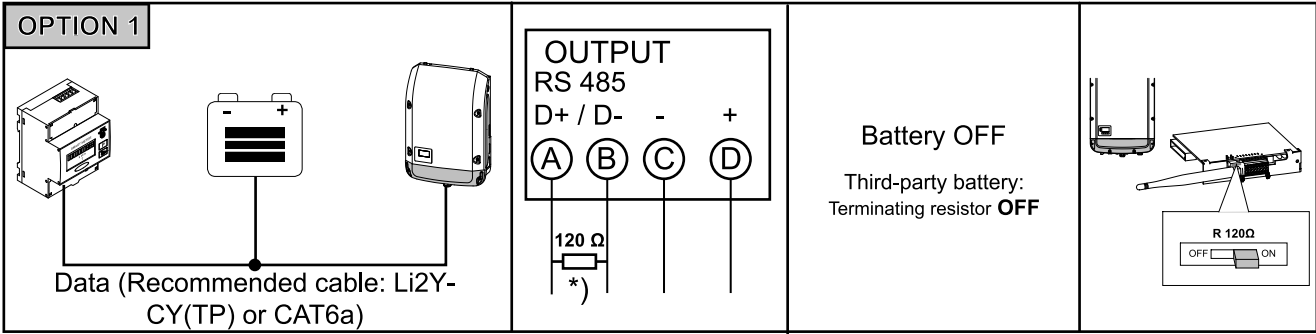 OPTION 1
- +
Data (Recommended cable: Li2Y-
CY(TP) or CAT6a)
OUTPUT
RS 485
D+ / D- - +
A B C D
120 Ω
*)
Battery OFF
Third-party battery:
Terminating resistor OFF
R 120Ω
OFF ON